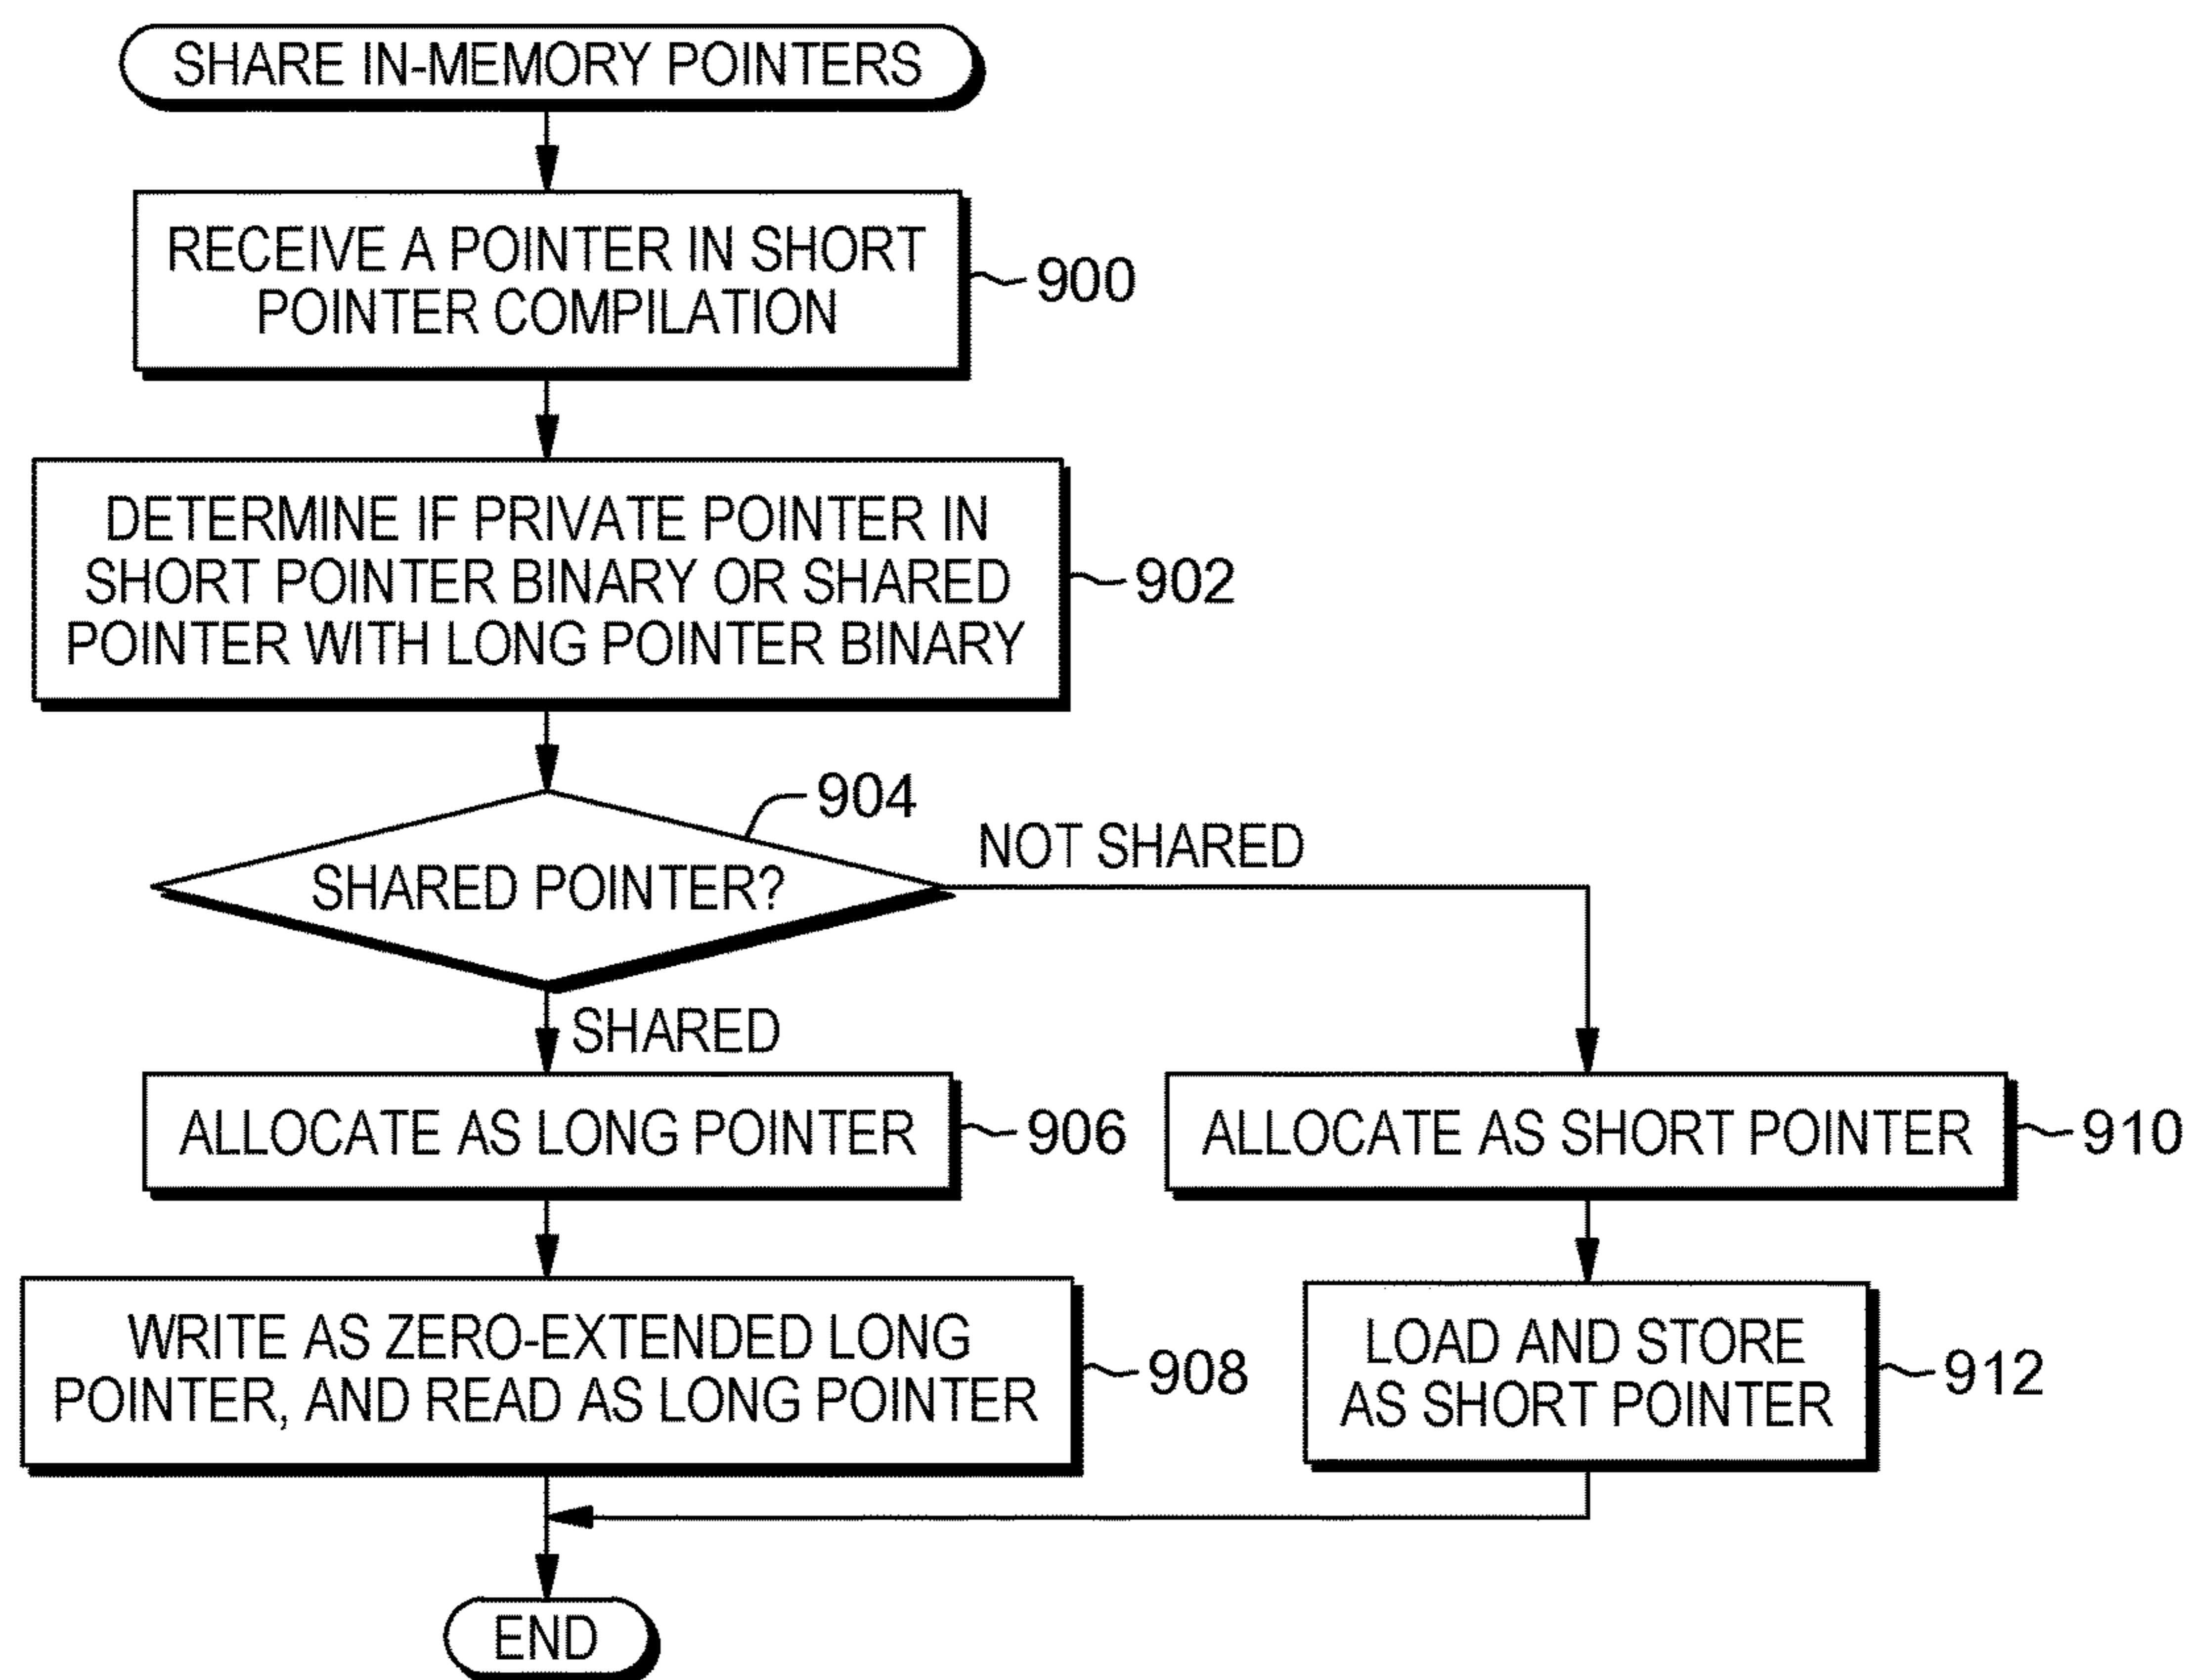 SHARE IN-MEMORY POINTERS
RECEIVE A POINTER IN SHORT
POINTER COMPILATION
900
DETERMINE IF PRIVATE POINTER IN
SHORT POINTER BINARY OR SHARED
POINTER WITH LONG POINTER BINARY
902
904
SHARED POINTER?
NOT SHARED
SHARED
ALLOCATE AS LONG POINTER
906
ALLOCATE AS SHORT POINTER
910
WRITE AS ZERO-EXTENDED LONG
POINTER, AND READ AS LONG POINTER
908
LOAD AND STORE
AS SHORT POINTER
912
END